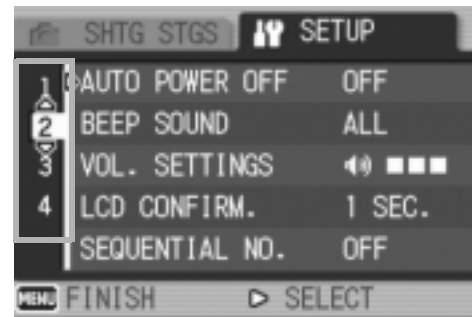 SHTG STGS SETUP
1 AUTO POWER OFF OFF
2 BEEP SOUND ALL
3 VOL. SETTINGS
4 LCD CONFIRM. 1 SEC.
SEQUENTIAL NO. OFF
MENU FINISH SELECT